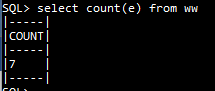 SQL> select count(e) from ww
|-----|
|COUNT|
|-----|
|7    |
|-----|
SQL>